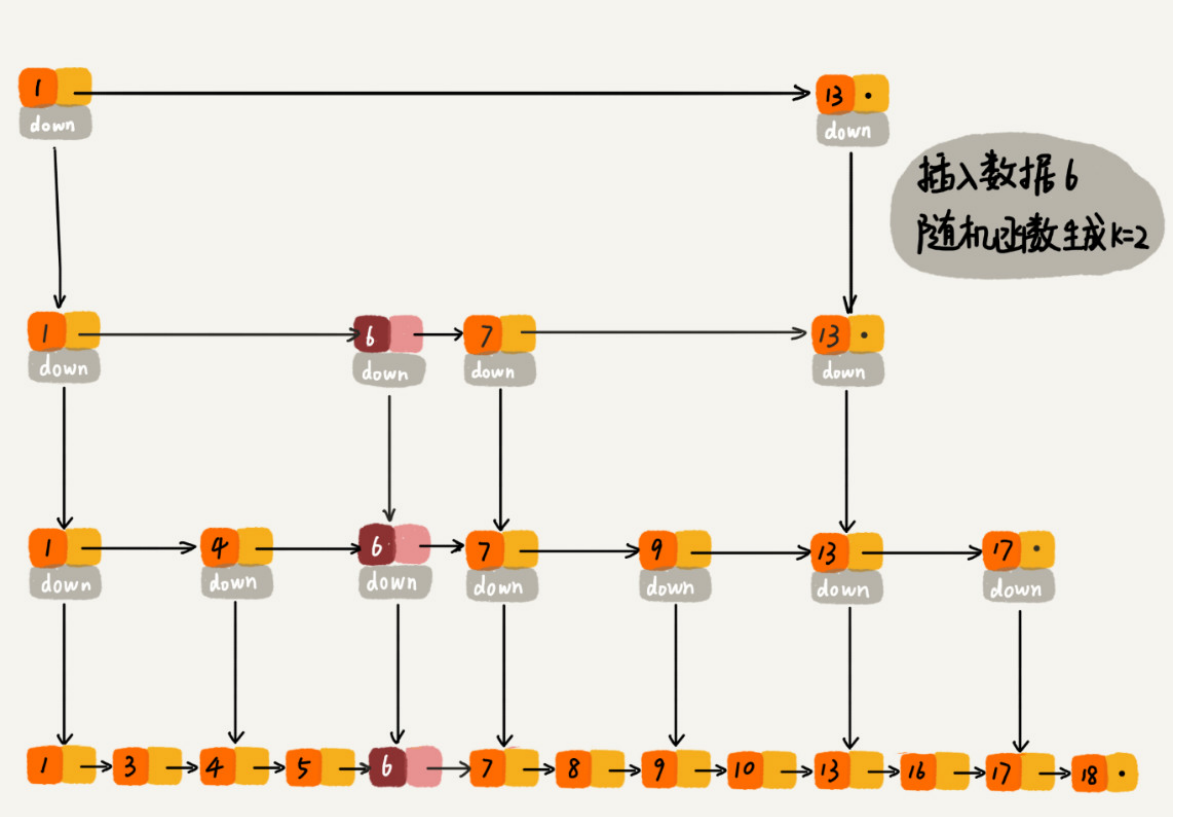 1 13
down down
插入数据6
随机函数生成K=2
1 6 7 13
down down down down
1 4 6 7 9 13 17
down down down down down down down
1 3 4 5 6 7 8 9 10 13 16 17 18